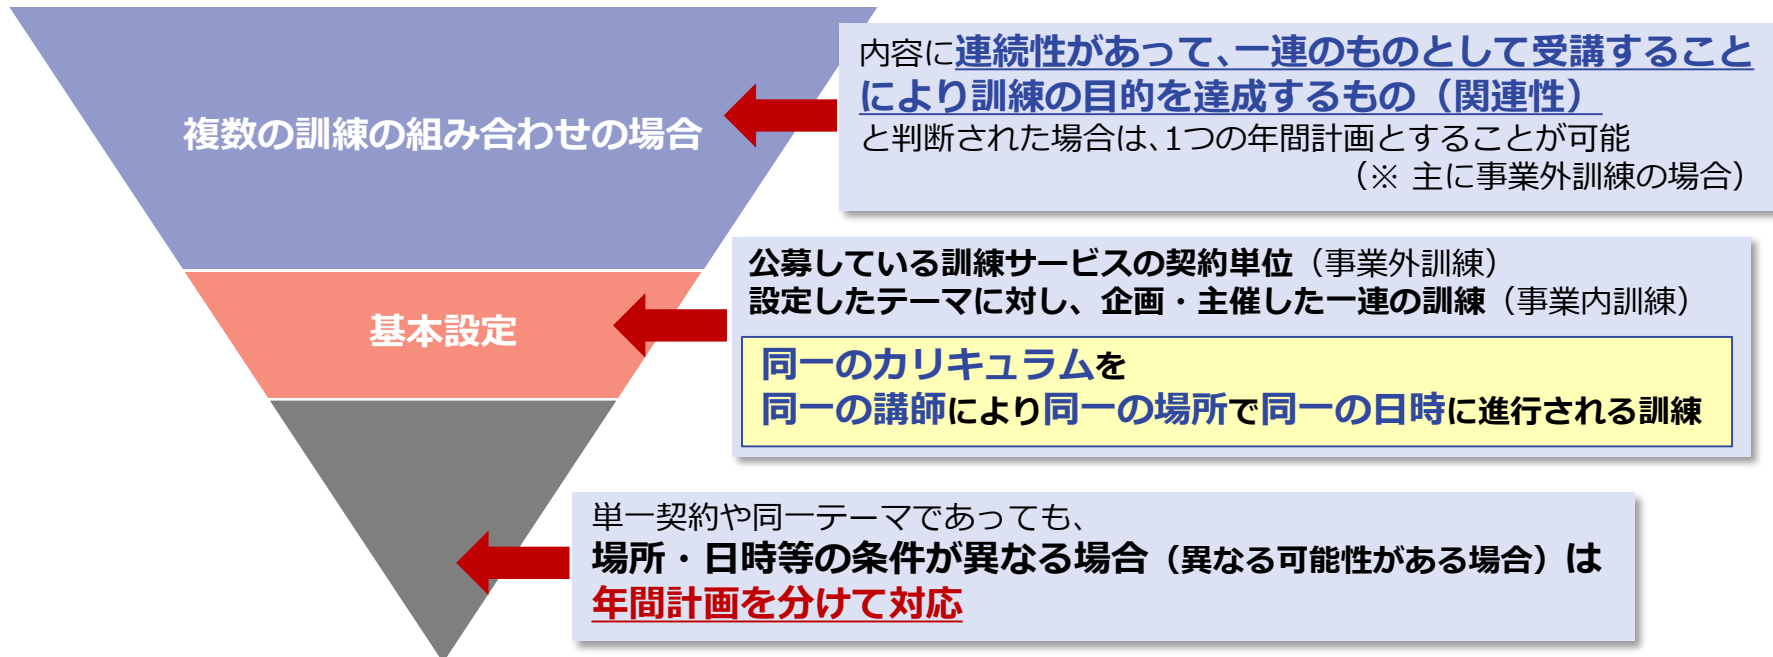 複数の訓練の組み合わせの場合
内容に連続性があって、一連のものとして受講すること
により訓練の目的を達成するもの（関連性）
と判断された場合は、1つの年間計画とすることが可能
（※ 主に事業外訓練の場合）
基本設定
公募している訓練サービスの契約単位（事業外訓練）
設定したテーマに対し、企画・主催した一連の訓練（事業内訓練）
同一のカリキュラムを
同一の講師により同一の場所で同一の日時に進行される訓練
単一契約や同一テーマであっても、
場所・日時等の条件が異なる場合（異なる可能性がある場合）は
年間計画を分けて対応